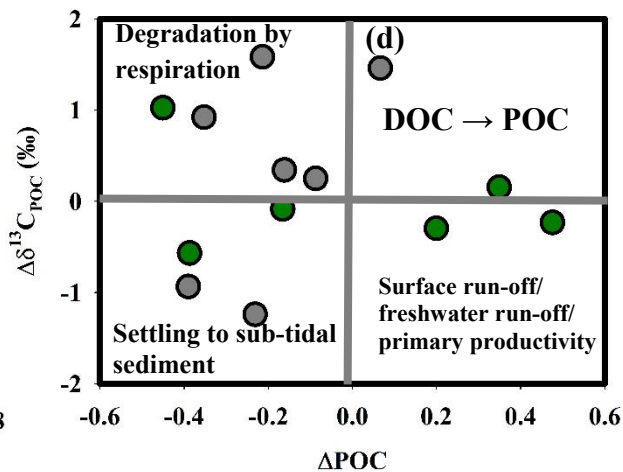 2
Degradation by
respiration
(d)
1
DOC → POC
Δδ¹³C_POC (‰)
0
-1
Surface run-off/
freshwater run-off/
primary productivity
Settling to sub-tidal
sediment
-2
8
-0.6 -0.4 -0.2 0.0 0.2 0.4 0.6
ΔPOC